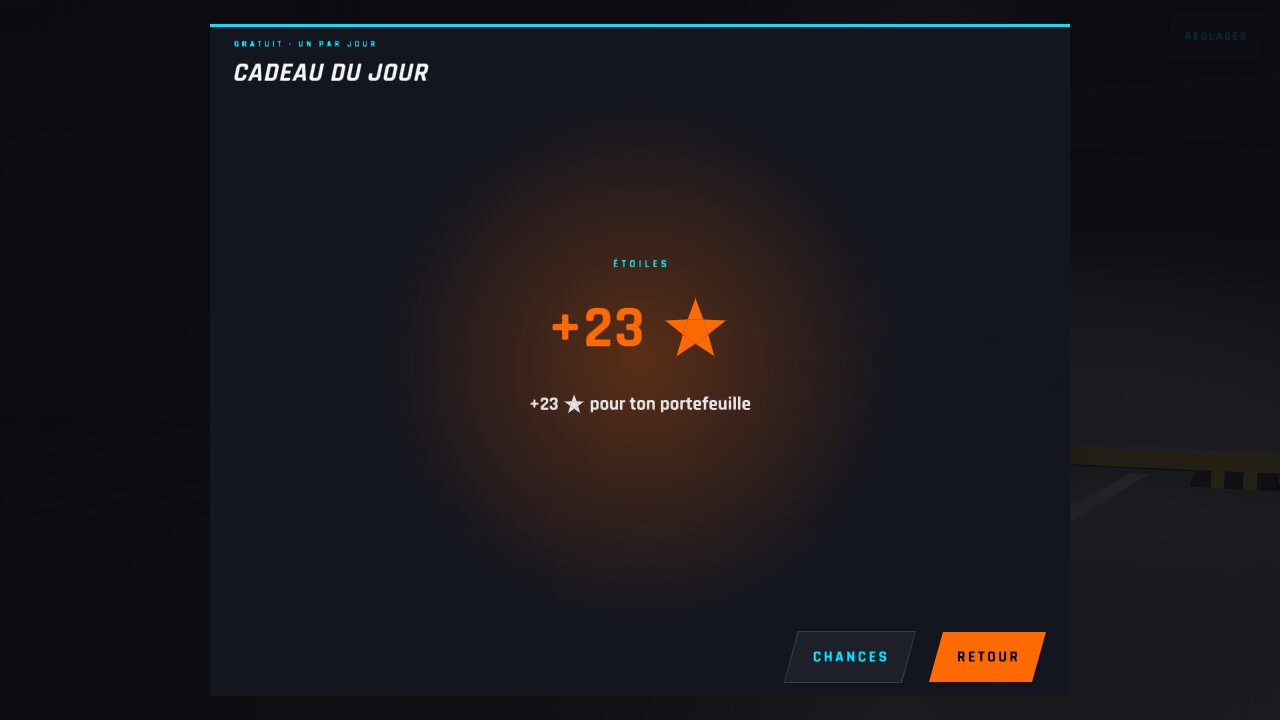 GRATUIT · UN PAR JOUR
CADEAU DU JOUR
RÉGLAGES
ÉTOILES
+23 ★
+23 ★ pour ton portefeuille
CHANCES
RETOUR